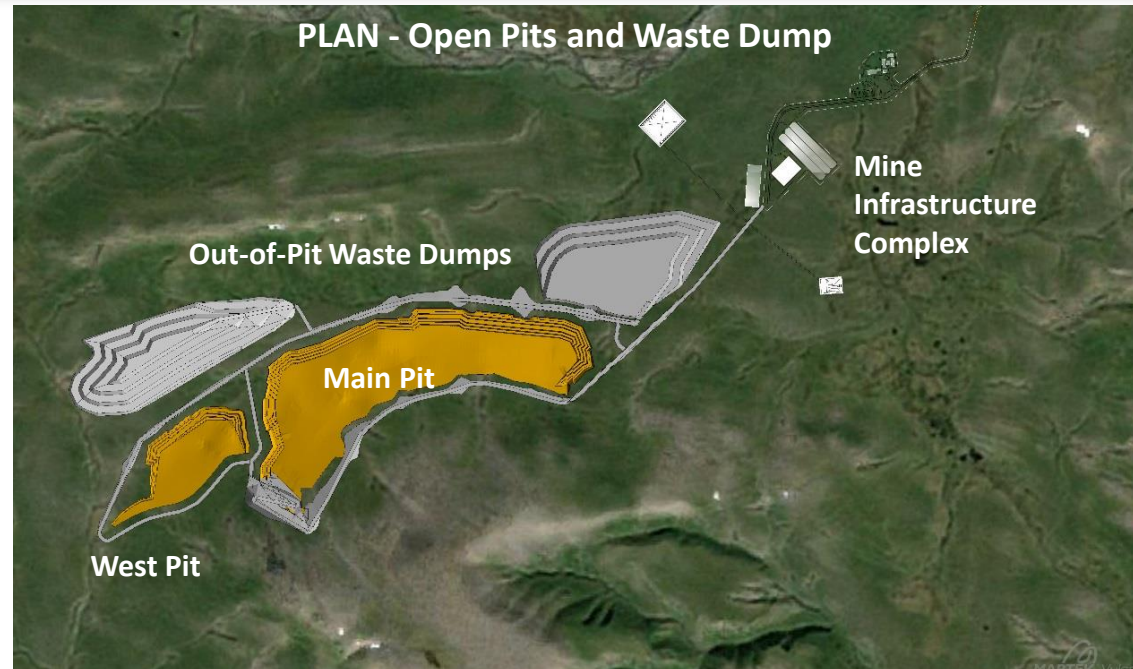 PLAN - Open Pits and Waste Dump
Mine
Infrastructure
Complex
Out-of-Pit Waste Dumps
Main Pit
West Pit